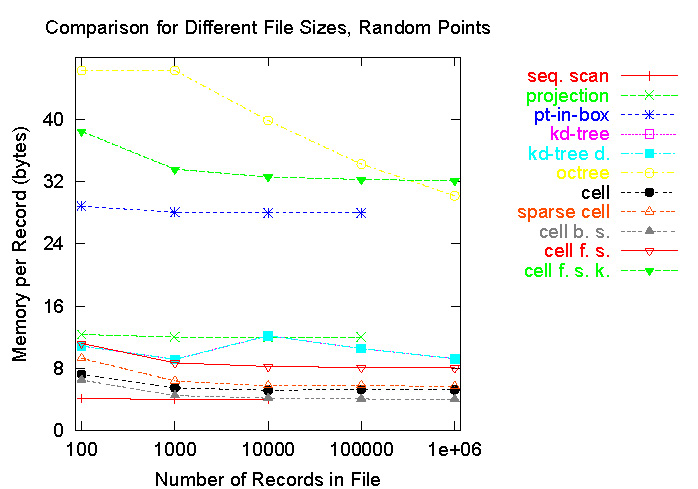 Comparison for Different File Sizes, Random Points
Memory per Record (bytes)
40
32
24
16
8
0
100 1000 10000 100000 1e+06
Number of Records in File
seq. scan
projection
pt-in-box
kd-tree
kd-tree d.
octree
cell
sparse cell
cell b. s.
cell f. s.
cell f. s. k.